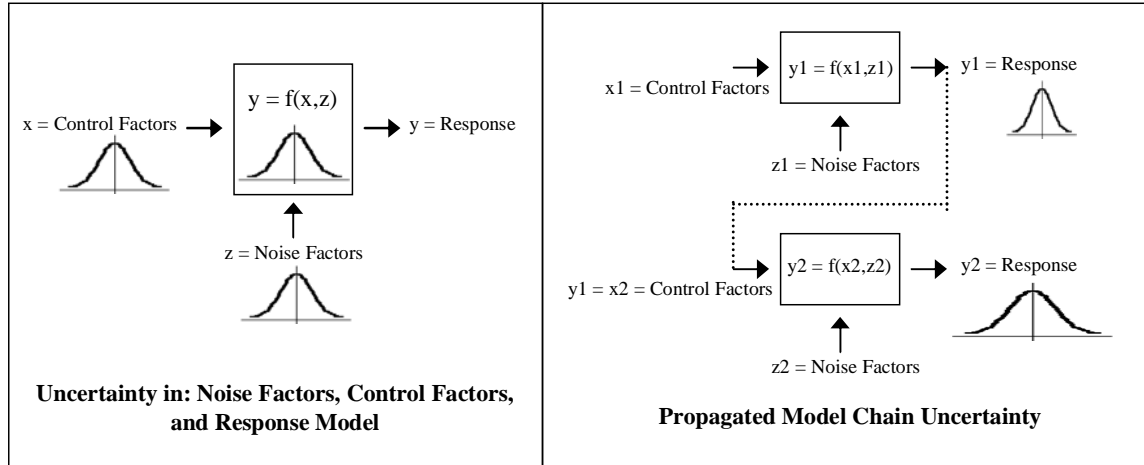 y = f(x,z)
x = Control Factors
y = Response
z = Noise Factors
Uncertainty in: Noise Factors, Control Factors,
and Response Model
y1 = f(x1,z1)
y1 = Response
x1 = Control Factors
z1 = Noise Factors
y2 = f(x2,z2)
y2 = Response
y1 = x2 = Control Factors
z2 = Noise Factors
Propagated Model Chain Uncertainty